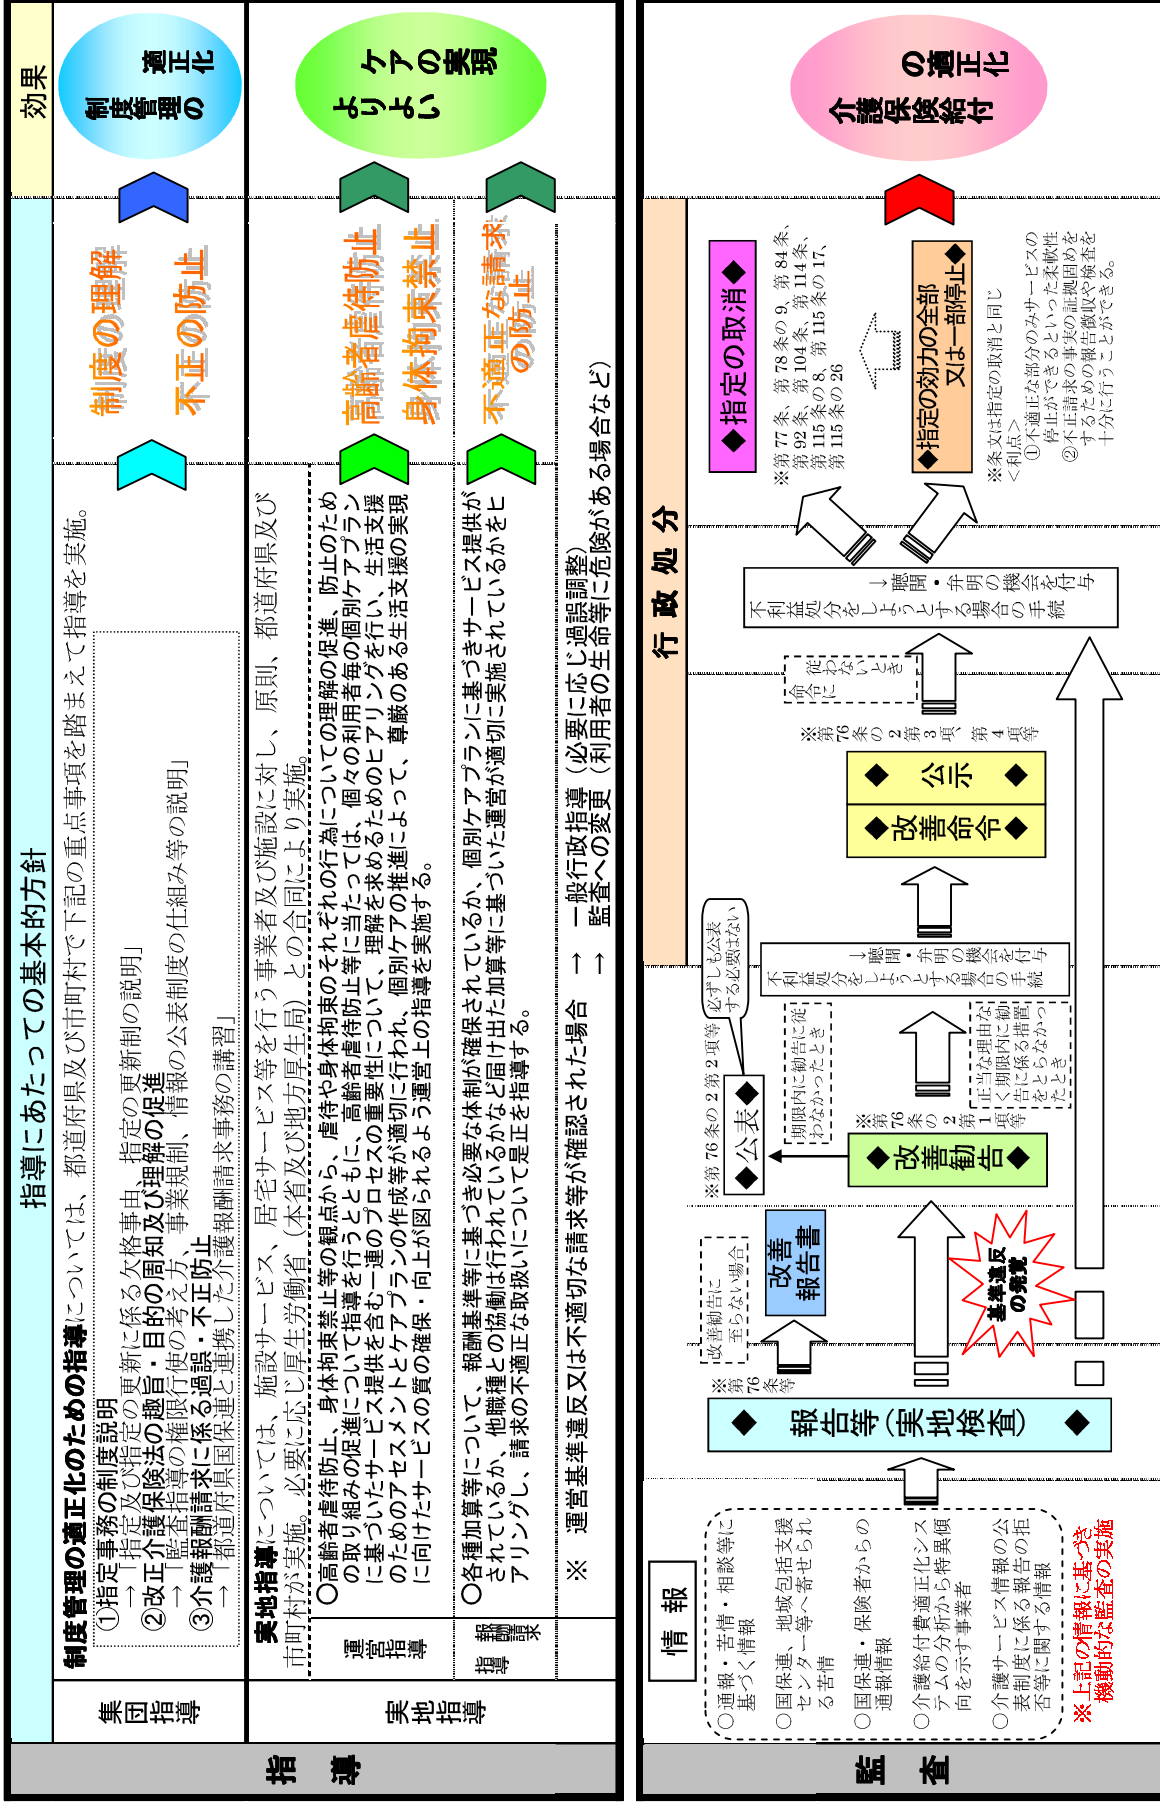 指導にあたっての基本的方針
効果
指導
集団指導
制度管理の適正化のための指導については、都道府県及び市町村で下記の重点事項を踏まえて指導を実施。
①指定事務の制度説明
→「指定及び指定の更新に係る欠格事由、指定の更新制の説明」
②改正介護保険法の趣旨・目的の周知及び理解の促進
→「監査指導の権限行使の考え方、事業規制、情報の公表制度の仕組み等の説明」
③介護報酬請求に係る過誤・不正防止
→「都道府県国保連と連携した介護報酬請求事務の講習」
制度の理解
不正の防止
制度管理の
適正化
実地指導
実地指導については、施設サービス、居宅サービス等を行う事業者及び施設に対し、原則、都道府県及び
市町村が実施。必要に応じ厚生労働省（本省及び地方厚生局）との合同により実施。
運営
指導
○高齢者虐待防止、身体拘束禁止等の観点から、虐待や身体拘束のそれぞれの行為についての理解の促進、防止のため
の取り組みの促進について指導を行うとともに、高齢者虐待防止等に当たっては、個々の利用者毎の個別ケアプラン
に基づいたサービス提供を含む一連のプロセスの重要性について、理解を求めるためのヒアリングを行い、生活支援
のためのアセスメントとケアプランの作成等が適切に行われ、個別ケアの推進によって、尊厳のある生活支援の実現
に向けたサービスの質の確保・向上が図られるよう運営上の指導を実施する。
高齢者虐待防止
身体拘束禁止
よりよい
ケアの実現
報酬請求
指導
○各種加算等について、報酬基準等に基づき必要な体制が確保されているか、個別ケアプランに基づきサービス提供が
されているか、他職種との協働は行われているかなど届け出た加算等に基づいた運営が適切に実施されているかをヒ
アリングし、請求の不適正な取扱いについて是正を指導する。
不適正な請求
の防止
※　運営基準違反又は不適切な請求等が確認された場合　→　一般行政指導（必要に応じ過誤調整）
→　監査への変更（利用者の生命等に危険がある場合など）
監査
情報
○通報・苦情・相談等に
基づく情報
○国保連、地域包括支援
センター等へ寄せられ
る苦情
○国保連・保険者からの
通報情報
○介護給付費適正化シス
テムの分析から特異傾
向を示す事業者
○介護サービス情報の公
表制度に係る報告の拒
否等に関する情報
※上記の情報に基づき
機動的な監査の実施
◆　報告等（実地検査）　◆
※第76条等
改善勧告に
至らない場合
改善
報告書
基準違反
の発覚
◆改善勧告◆
※第76条の2第1項等
◆公表◆
※第76条の2第2項等
必ずしも公表
する必要はない
期限内に勧告に従
わなかったとき
正当な理由な
く期限内に勧
告に係る措置
をとらなかっ
たとき
不利益処分をしようとする場合の手続
→聴聞・弁明の機会を付与
行政処分
◆改善命令◆
◆　公示　◆
※第76条の2第3項、第4項等
命令に
従わないとき
不利益処分をしようとする場合の手続
→聴聞・弁明の機会を付与
◆指定の取消◆
※第77条、第78条の9、第84条、
第92条、第104条、第114条、
第115条の8、第115条の17、
第115条の26
◆指定の効力の全部
又は一部停止◆
※条文は指定の取消と同じ
＜利点＞
①不適正な部分のみサービスの
停止ができるといった柔軟性
②不正請求の事実の証拠固めを
するための報告徴収や検査を
十分に行うことができる。
介護保険給付
の適正化